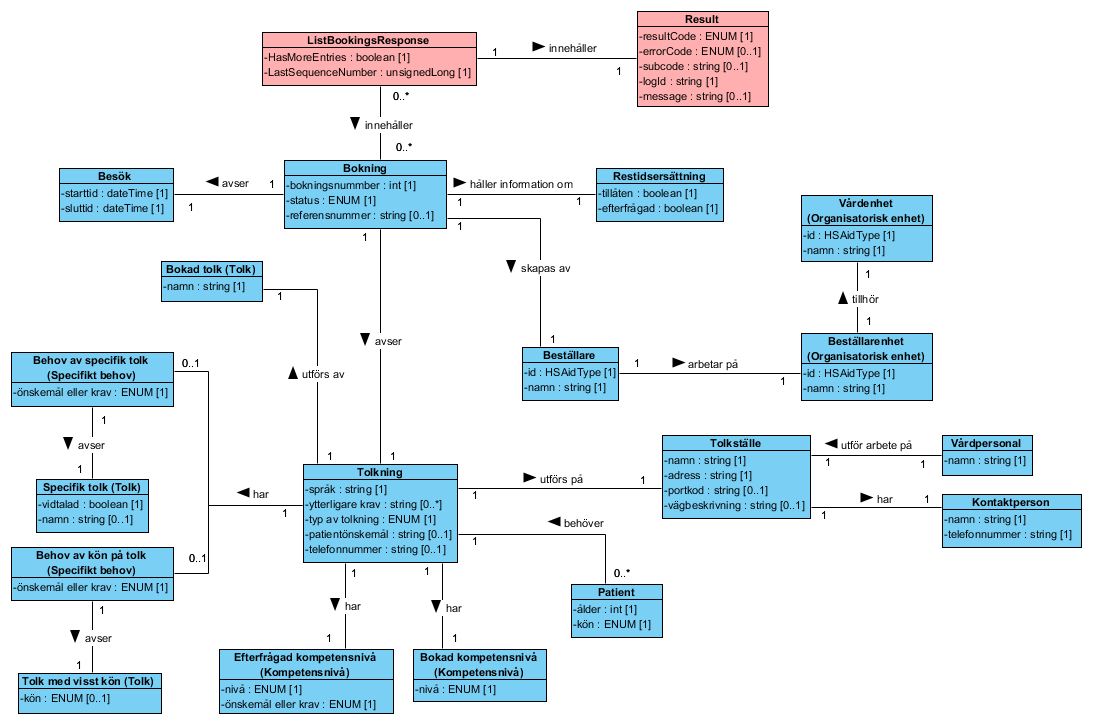 Result
-resultCode : ENUM [1]
-errorCode : ENUM [0..1]
-subcode : string [0..1]
-logId : string [1]
-message : string [0..1]
ListBookingsResponse
-HasMoreEntries : boolean [1]
-LastSequenceNumber : unsignedLong [1]
1
innehåller
1
0..*
innehåller
0..*
Besök
-starttid : dateTime [1]
-sluttid : dateTime [1]
1
avser
1
Bokning
-bokningsnummber : int [1]
-status : ENUM [1]
-referensnummer : string [0..1]
håller information om
1
1
Restidsersättning
-tillåten : boolean [1]
-efterfrågad : boolean [1]
1
1
skapas av
1
Vårdenhet
(Organisatorisk enhet)
-id : HSAidType [1]
-namn : string [1]
1
tillhör
1
Bokad tolk (Tolk)
-namn : string [1]
1
utförs av
1
avser
1
Beställare
-id : HSAidType [1]
-namn : string [1]
1
arbetar på
1
Beställarenhet
(Organisatorisk enhet)
-id : HSAidType [1]
-namn : string [1]
Behov av specifik tolk
(Specifikt behov)
-önskemål eller krav : ENUM [1]
0..1
1
avser
1
Specifik tolk (Tolk)
-vidtalad : boolean [1]
-namn : string [0..1]
har
1
Tolkning
-språk : string [1]
-ytterligare krav : string [0..*]
-typ av tolkning : ENUM [1]
-patientönskemål : string [0..1]
-telefonnummer : string [0..1]
1
utförs på
1
Tolkställe
-namn : string [1]
-adress : string [1]
-portkod : string [0..1]
-vägbeskrivning : string [0..1]
utför arbete på
1
1
Vårdpersonal
-namn : string [1]
har
1
1
Kontaktperson
-namn : string [1]
-telefonnummer : string [1]
1
behöver
0..*
Patient
-ålder : int [1]
-kön : ENUM [1]
Behov av kön på tolk
(Specifikt behov)
-önskemål eller krav : ENUM [1]
0..1
1
avser
1
Tolk med visst kön (Tolk)
-kön : ENUM [0..1]
1
har
1
Efterfrågad kompetensnivå
(Kompetensnivå)
-nivå : ENUM [1]
-önskemål eller krav : ENUM [1]
1
har
1
Bokad kompetensnivå
(Kompetensnivå)
-nivå : ENUM [1]